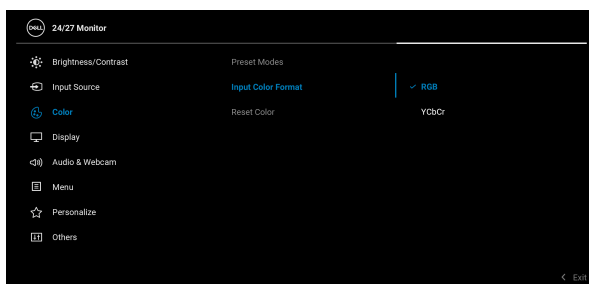 DELL 24/27 Monitor
Brightness/Contrast Preset Modes
Input Source Input Color Format RGB
Color Reset Color YCbCr
Display
Audio & Webcam
Menu
Personalize
Others
Exit